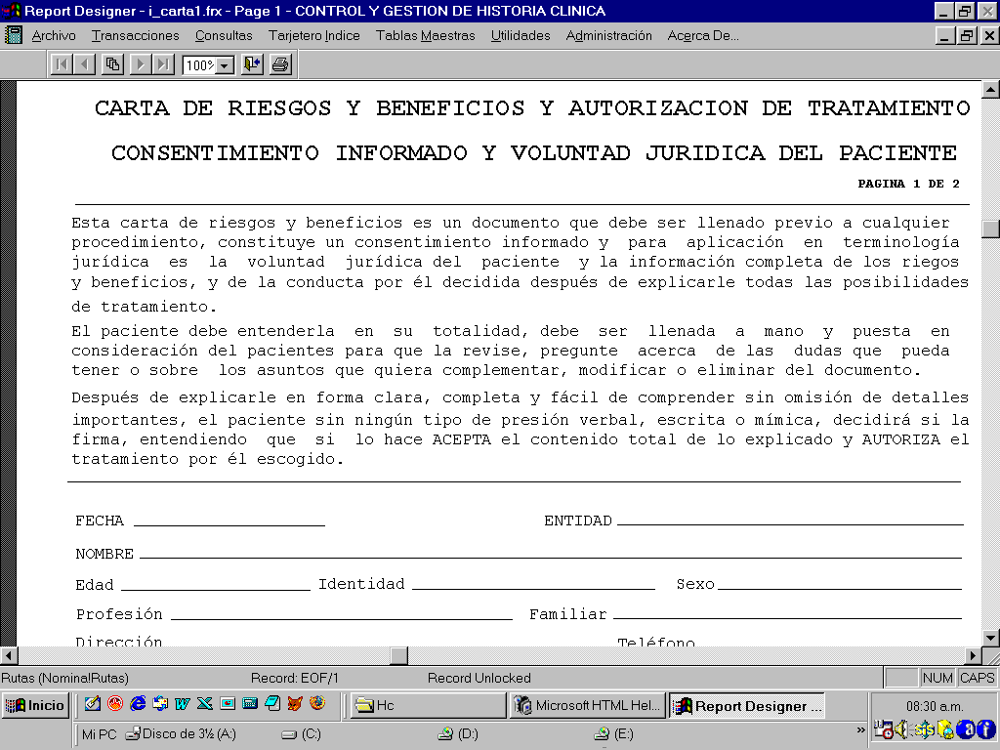 Report Designer - i_carta1.frx - Page 1 - CONTROL Y GESTION DE HISTORIA CLINICA
Archivo Transacciones Consultas Tarjetero Indice Tablas Maestras Utilidades Administración Acerca De...
100%
CARTA DE RIESGOS Y BENEFICIOS Y AUTORIZACION DE TRATAMIENTO
CONSENTIMIENTO INFORMADO Y VOLUNTAD JURIDICA DEL PACIENTE
PAGINA 1 DE 2
Esta carta de riesgos y beneficios es un documento que debe ser llenado previo a cualquier
procedimiento, constituye un consentimiento informado y para aplicación en terminología
jurídica es la voluntad jurídica del paciente y la información completa de los riegos
y beneficios, y de la conducta por él decidida después de explicarle todas las posibilidades
de tratamiento.
El paciente debe entenderla en su totalidad, debe ser llenada a mano y puesta en
consideración del pacientes para que la revise, pregunte acerca de las dudas que pueda
tener o sobre los asuntos que quiera complementar, modificar o eliminar del documento.
Después de explicarle en forma clara, completa y fácil de comprender sin omisión de detalles
importantes, el paciente sin ningún tipo de presión verbal, escrita o mímica, decidirá si la
firma, entendiendo que si lo hace ACEPTA el contenido total de lo explicado y AUTORIZA el
tratamiento por él escogido.
FECHA ENTIDAD
NOMBRE
Edad Identidad Sexo
Profesión Familiar
Dirección Teléfono
Rutas (Nomina!Rutas) Record: EOF/1 Record Unlocked NUM CAPS
Inicio Hc Microsoft HTML Hel... Report Designer ... 08:30 a.m.
Mi PC Disco de 3½ (A:) (C:) (D:) (E:) » sis